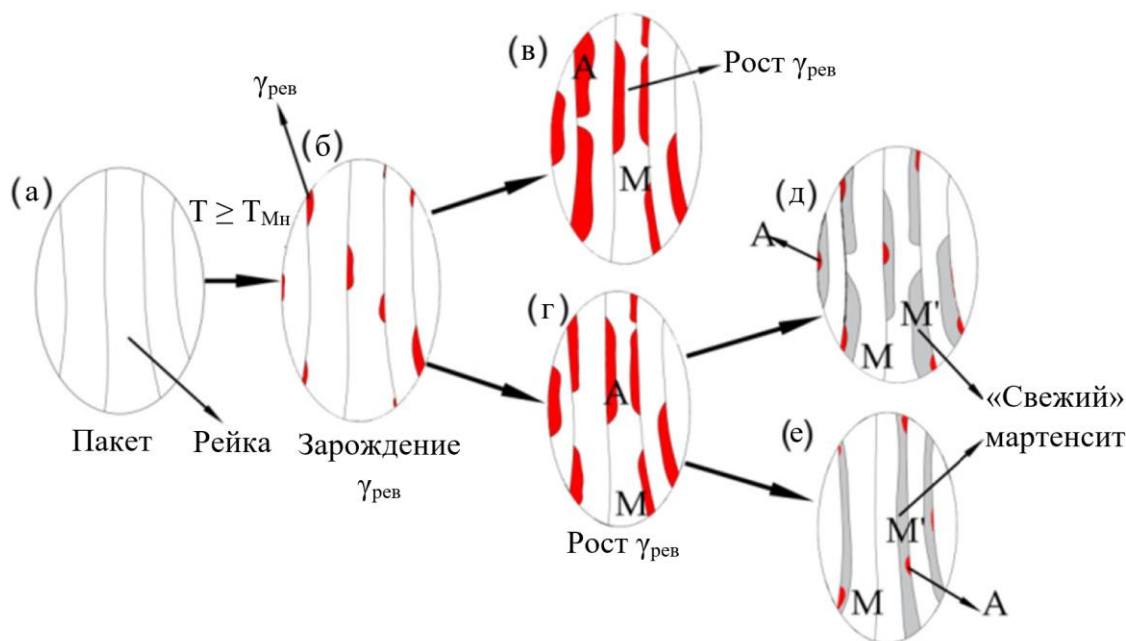 (а)
Пакет
Рейка
T ≥ TМн
γрев
(б)
Зарождение
γрев
(в)
А
М
Рост γрев
(г)
А
М
Рост γрев
(д)
А
М'
М
«Свежий»
мартенсит
(е)
М'
М
А